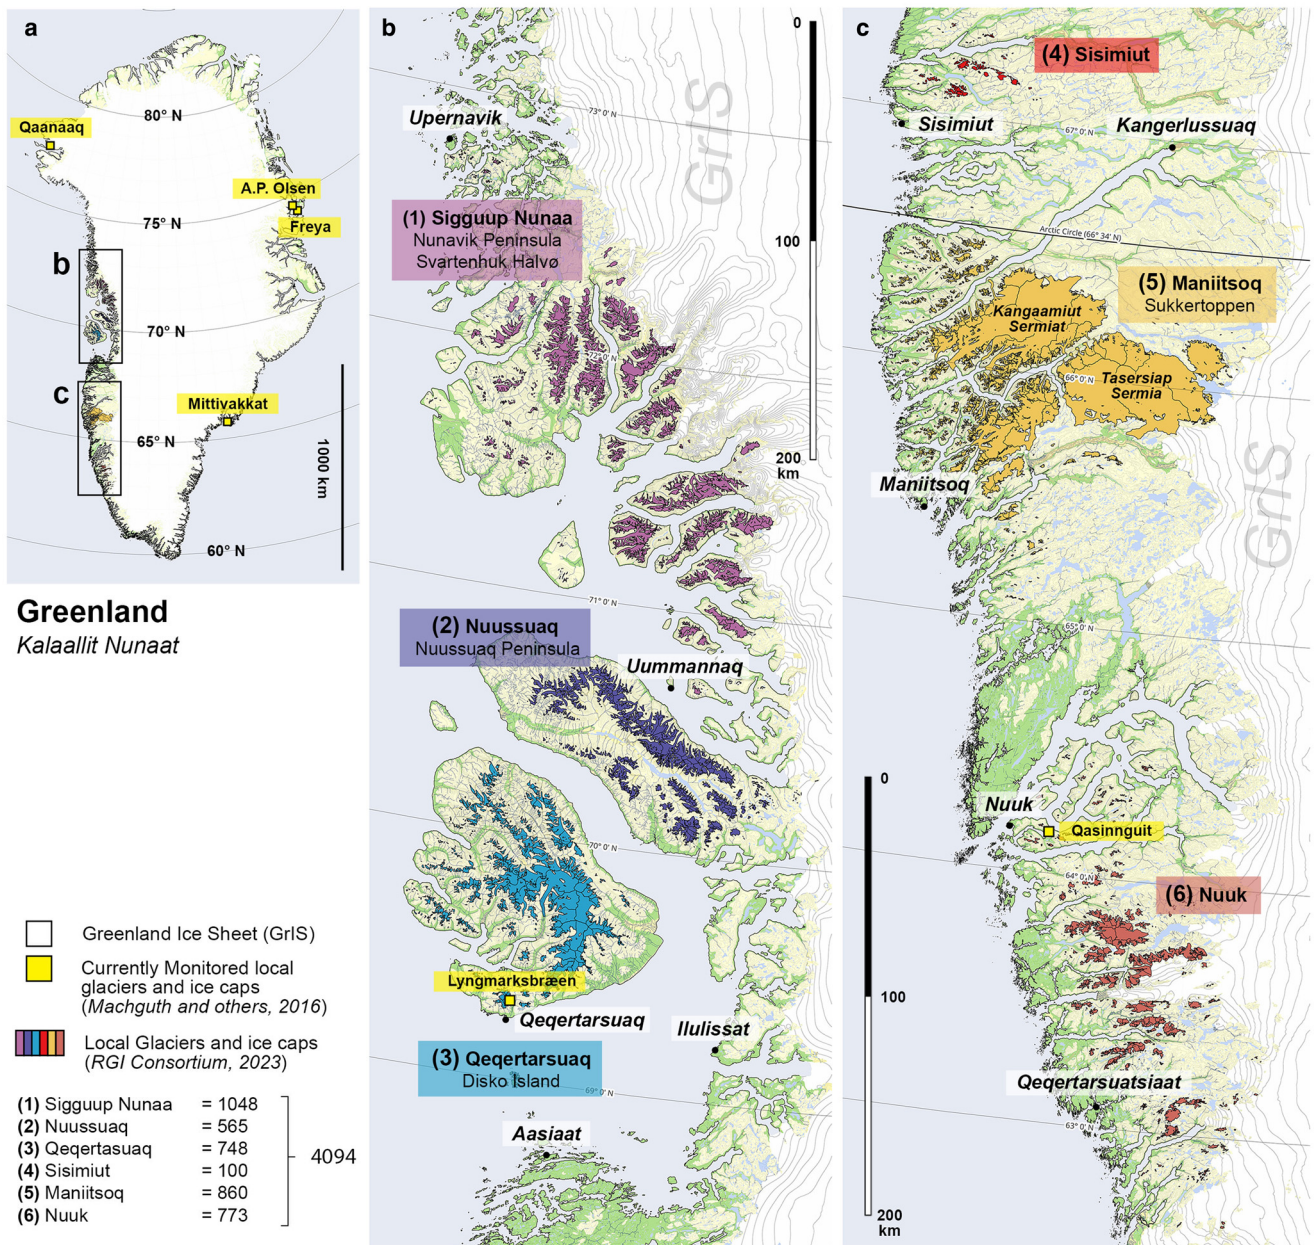 a
80° N
Qaanaaq
A.P. Olsen
75° N
Freya
b
70° N
c
Mittivakkat
65° N
1000 km
60° N
Greenland
Kalaallit Nunaat
Greenland Ice Sheet (GrIS)
Currently Monitored local
glaciers and ice caps
(Machguth and others, 2016)
Local Glaciers and ice caps
(RGI Consortium, 2023)
(1) Sigguup Nunaa = 1048
(2) Nuussuaq = 565
(3) Qeqertasuaq = 748
(4) Sisimiut = 100
(5) Maniitsoq = 860
(6) Nuuk = 773
4094
b
0
73° 0' N
Upernavik
GrIS
(1) Sigguup Nunaa
Nunavik Peninsula
Svartenhuk Halvø
100
72° 0' N
200
km
71° 0' N
(2) Nuussuaq
Nuussuaq Peninsula
Uummannaq
70° 0' N
Lyngmarksbræen
Qeqertarsuaq
Ilulissat
(3) Qeqertarsuaq
Disko Island
69° 0' N
Aasiaat
c
(4) Sisimiut
Sisimiut
67° 0' N
Kangerlussuaq
Arctic Circle (66° 34' N)
(5) Maniitsoq
Sukkertoppen
Kangaamiut
Sermiat
66° 0' N
Tasersiap
Sermia
Maniitsoq
GrIS
65° 0' N
0
Nuuk
Qasinnguit
64° 0' N
(6) Nuuk
100
Qeqertarsuatsiaat
63° 0' N
200
km